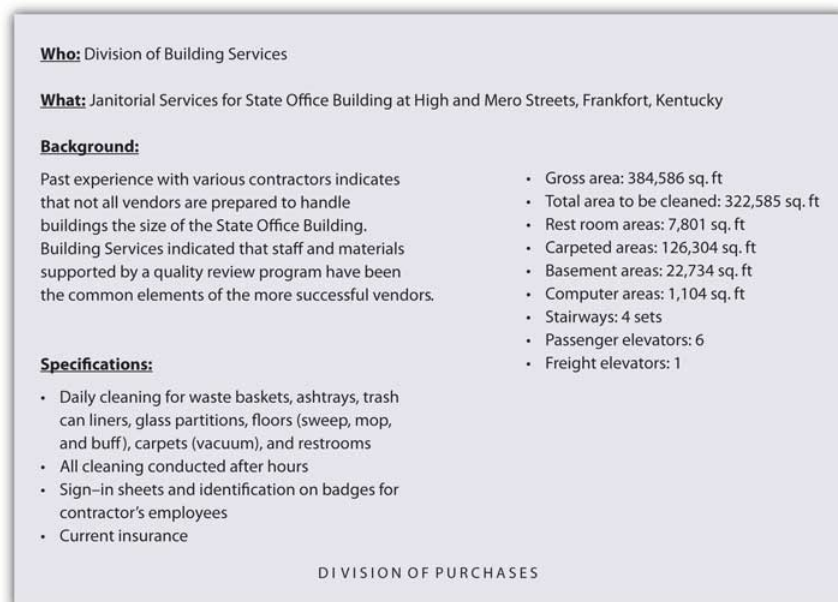 Who: Division of Building Services
What: Janitorial Services for State Office Building at High and Mero Streets, Frankfort, Kentucky
Background:
Past experience with various contractors indicates
that not all vendors are prepared to handle
buildings the size of the State Office Building.
Building Services indicated that staff and materials
supported by a quality review program have been
the common elements of the more successful vendors.
• Gross area: 384,586 sq. ft
• Total area to be cleaned: 322,585 sq. ft
• Rest room areas: 7,801 sq. ft
• Carpeted areas: 126,304 sq. ft
• Basement areas: 22,734 sq. ft
• Computer areas: 1,104 sq. ft
• Stairways: 4 sets
• Passenger elevators: 6
• Freight elevators: 1
Specifications:
• Daily cleaning for waste baskets, ashtrays, trash
can liners, glass partitions, floors (sweep, mop,
and buff), carpets (vacuum), and restrooms
• All cleaning conducted after hours
• Sign–in sheets and identification on badges for
contractor's employees
• Current insurance
DIVISION OF PURCHASES